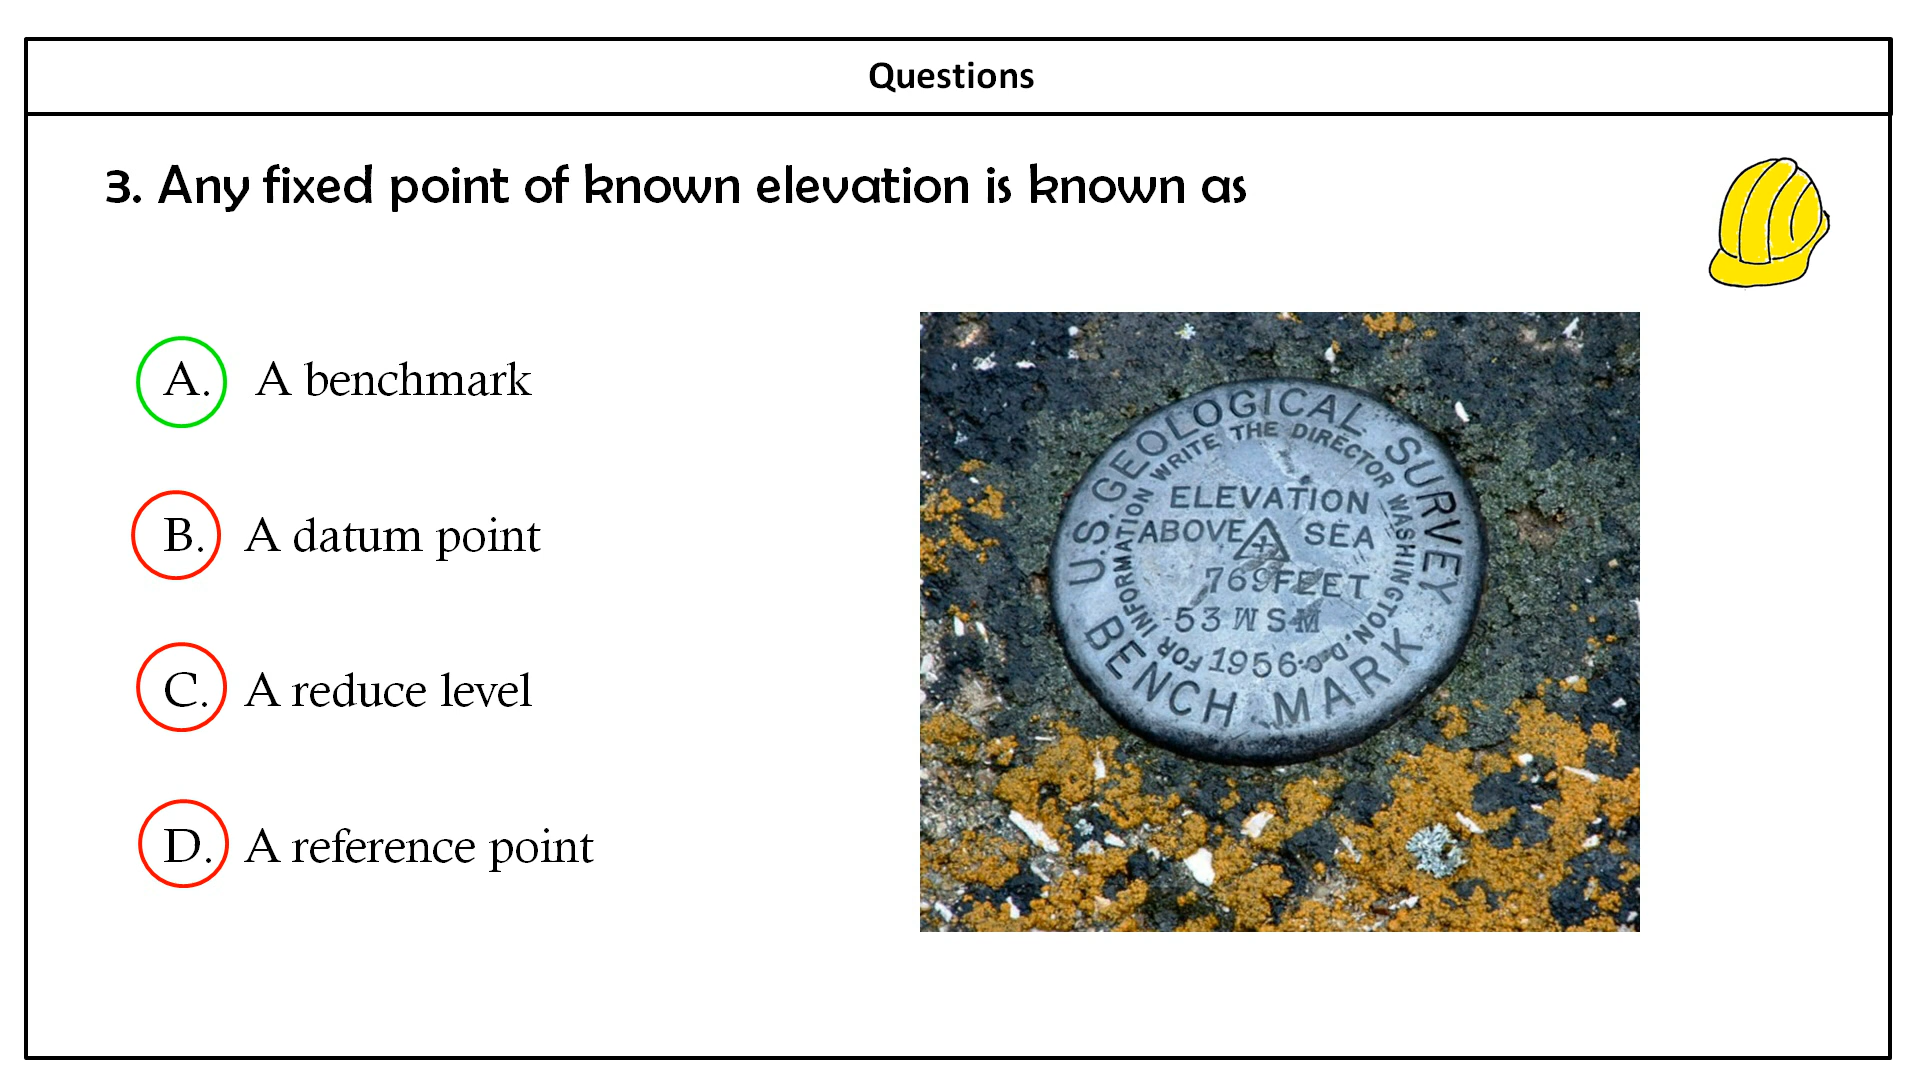 Questions
3. Any fixed point of known elevation is known as
A. A benchmark
B. A datum point
C. A reduce level
D. A reference point
U.S. GEOLOGICAL SURVEY
WRITE THE DIRECTOR WASHINGTON, D.C.
FOR INFORMATION
ELEVATION
ABOVE SEA
769 FEET
53 W S M
1956
BENCH MARK